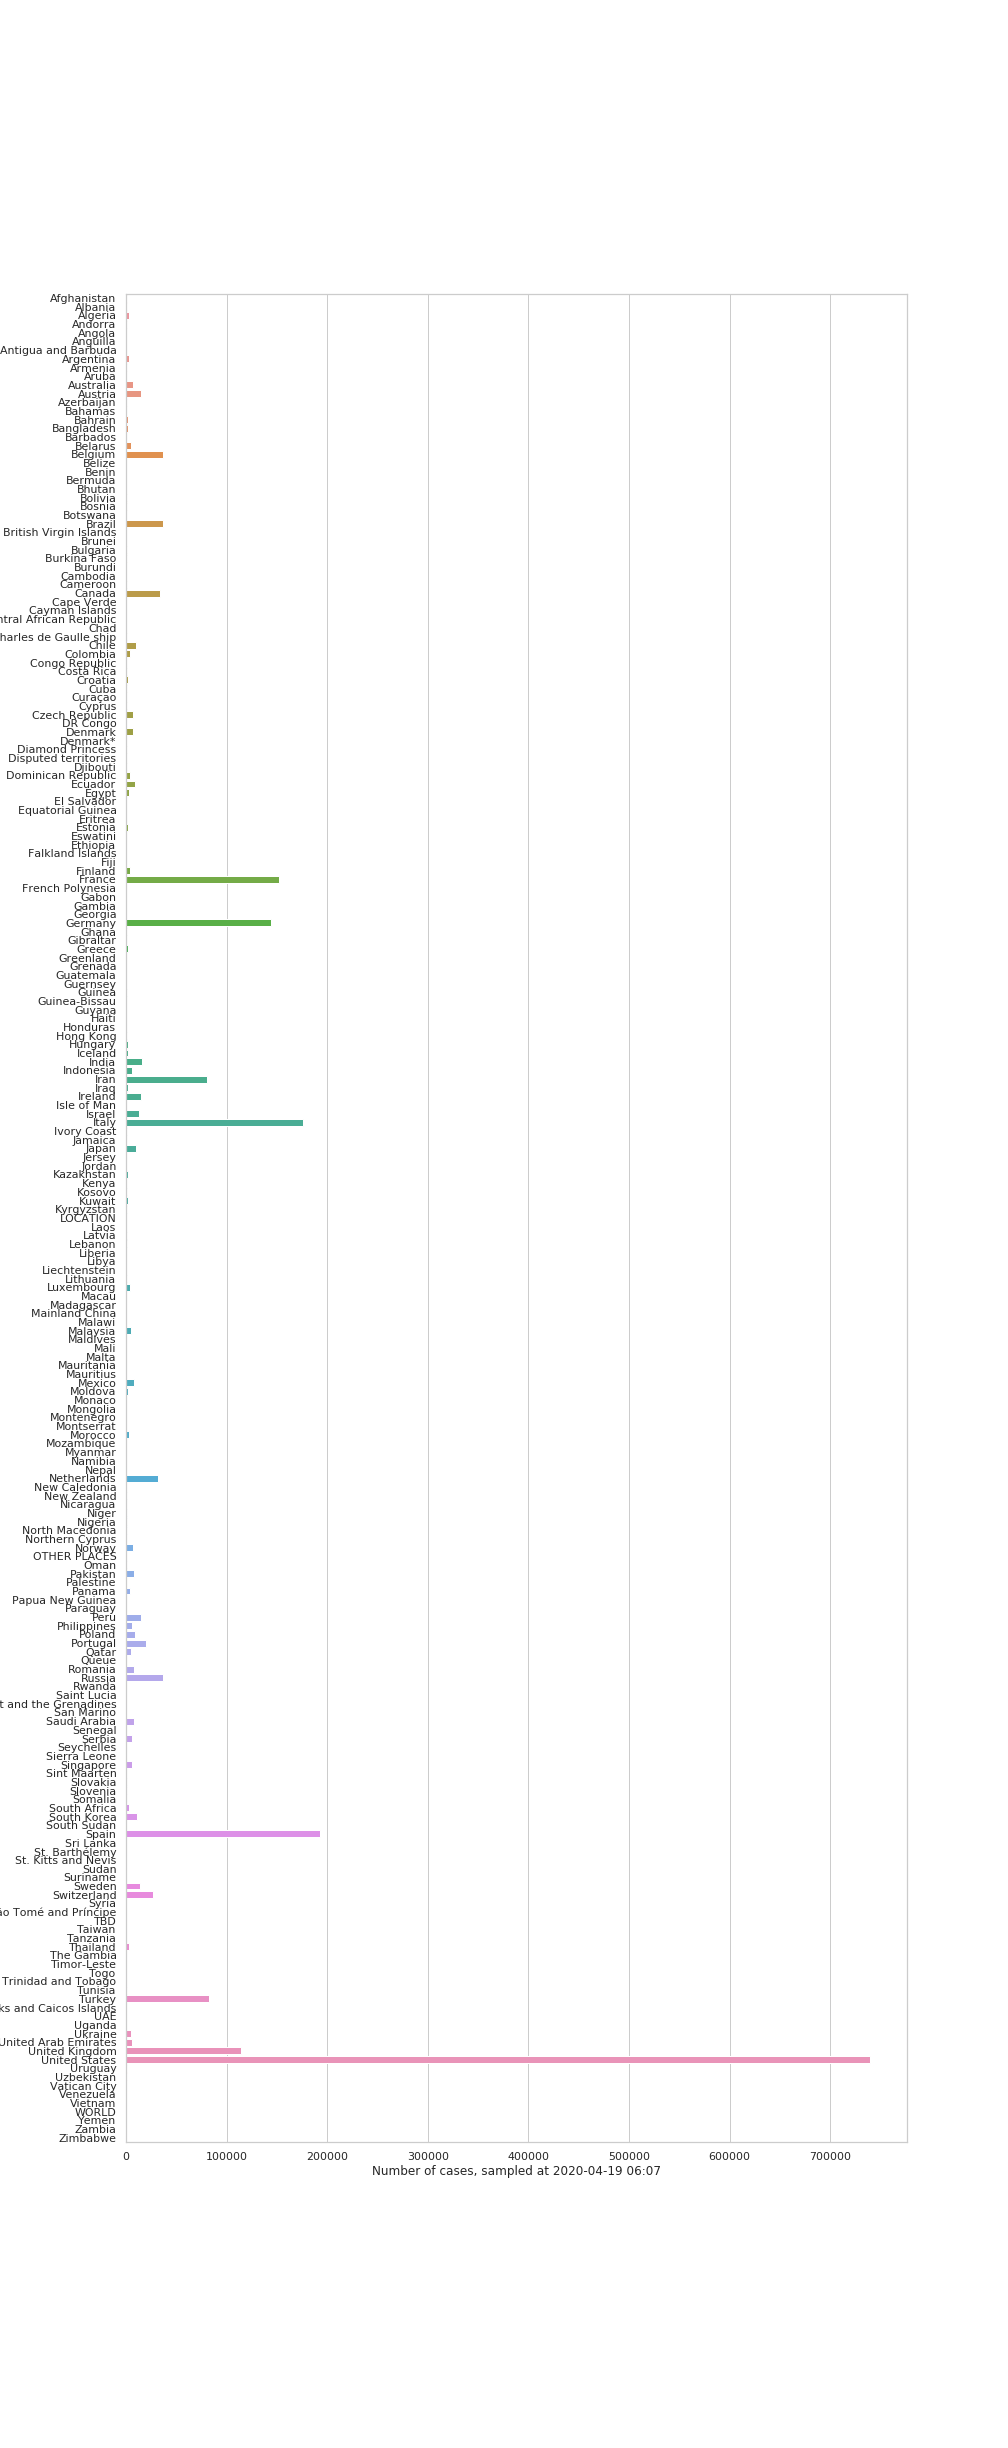 Afghanistan
Albania
Algeria
Andorra
Angola
Anguilla
Antigua and Barbuda
Argentina
Armenia
Aruba
Australia
Austria
Azerbaijan
Bahamas
Bahrain
Bangladesh
Barbados
Belarus
Belgium
Belize
Benin
Bermuda
Bhutan
Bolivia
Bosnia
Botswana
Brazil
British Virgin Islands
Brunei
Bulgaria
Burkina Faso
Burundi
Cambodia
Cameroon
Canada
Cape Verde
Cayman Islands
ntral African Republic
Chad
harles de Gaulle ship
Chile
Colombia
Congo Republic
Costa Rica
Croatia
Cuba
Curaçao
Cyprus
Czech Republic
DR Congo
Denmark
Denmark*
Diamond Princess
Disputed territories
Djibouti
Dominican Republic
Ecuador
Egypt
El Salvador
Equatorial Guinea
Eritrea
Estonia
Eswatini
Ethiopia
Falkland Islands
Fiji
Finland
France
French Polynesia
Gabon
Gambia
Georgia
Germany
Ghana
Gibraltar
Greece
Greenland
Grenada
Guatemala
Guernsey
Guinea
Guinea-Bissau
Guyana
Haiti
Honduras
Hong Kong
Hungary
Iceland
India
Indonesia
Iran
Iraq
Ireland
Isle of Man
Israel
Italy
Ivory Coast
Jamaica
Japan
Jersey
Jordan
Kazakhstan
Kenya
Kosovo
Kuwait
Kyrgyzstan
LOCATION
Laos
Latvia
Lebanon
Liberia
Libya
Liechtenstein
Lithuania
Luxembourg
Macau
Madagascar
Mainland China
Malawi
Malaysia
Maldives
Mali
Malta
Mauritania
Mauritius
Mexico
Moldova
Monaco
Mongolia
Montenegro
Montserrat
Morocco
Mozambique
Myanmar
Namibia
Nepal
Netherlands
New Caledonia
New Zealand
Nicaragua
Niger
Nigeria
North Macedonia
Northern Cyprus
Norway
OTHER PLACES
Oman
Pakistan
Palestine
Panama
Papua New Guinea
Paraguay
Peru
Philippines
Poland
Portugal
Qatar
Queue
Romania
Russia
Rwanda
Saint Lucia
t and the Grenadines
San Marino
Saudi Arabia
Senegal
Serbia
Seychelles
Sierra Leone
Singapore
Sint Maarten
Slovakia
Slovenia
Somalia
South Africa
South Korea
South Sudan
Spain
Sri Lanka
St. Barthélemy
St. Kitts and Nevis
Sudan
Suriname
Sweden
Switzerland
Syria
ão Tomé and Príncipe
TBD
Taiwan
Tanzania
Thailand
The Gambia
Timor-Leste
Togo
Trinidad and Tobago
Tunisia
Turkey
ks and Caicos Islands
UAE
Uganda
Ukraine
United Arab Emirates
United Kingdom
United States
Uruguay
Uzbekistan
Vatican City
Venezuela
Vietnam
WORLD
Yemen
Zambia
Zimbabwe
0 100000 200000 300000 400000 500000 600000 700000
Number of cases, sampled at 2020-04-19 06:07